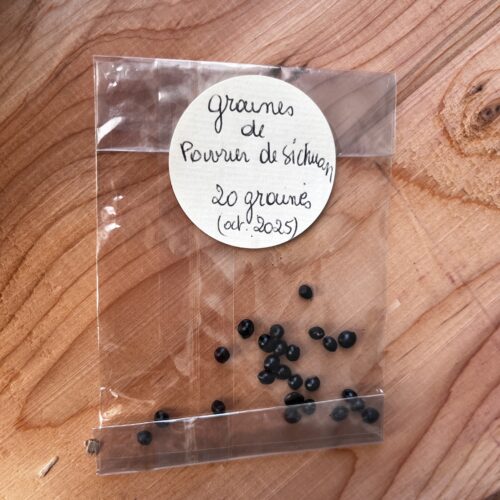 graines
de
Poivrier de Sichuan
20 graines
(oct. 2025)